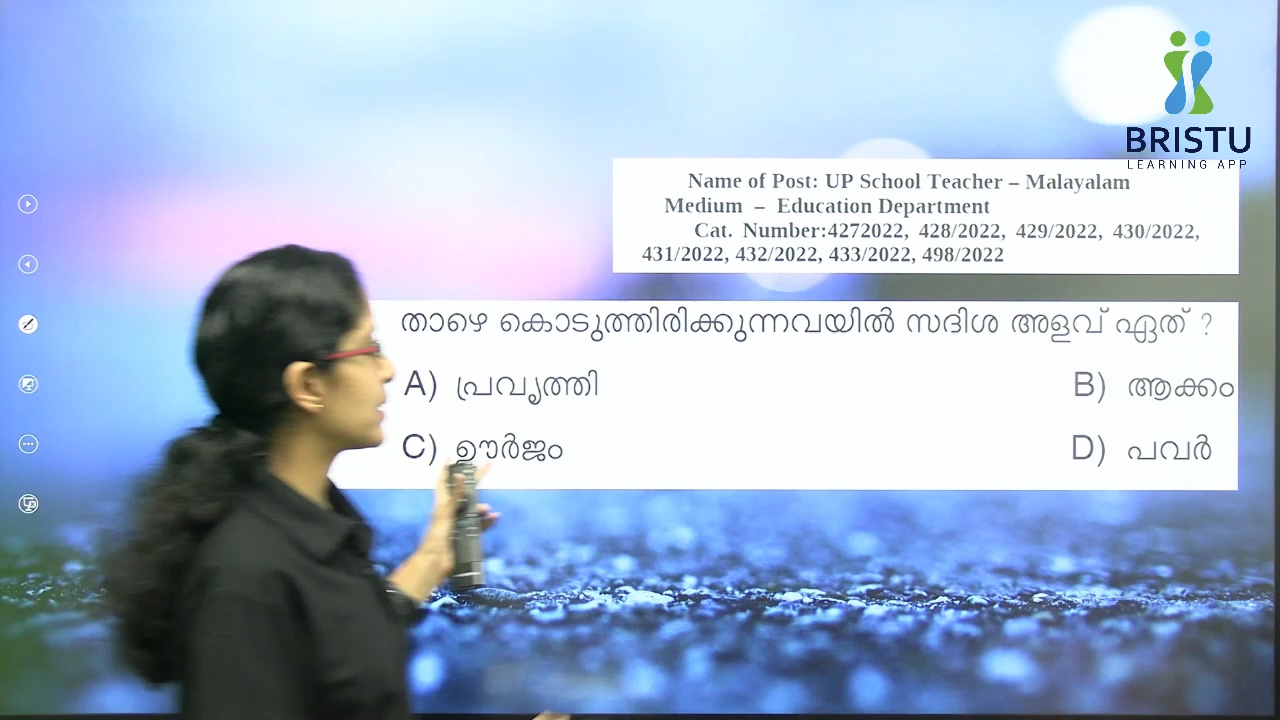 BRISTU
LEARNING APP
Name of Post: UP School Teacher – Malayalam
Medium – Education Department
Cat. Number:4272022, 428/2022, 429/2022, 430/2022,
431/2022, 432/2022, 433/2022, 498/2022
താഴെ കൊടുത്തിരിക്കുന്നവയിൽ സദിശ അളവ് ഏത് ?
A) പ്രവൃത്തി B) ആക്കം
C) ഊർജം D) പവർ